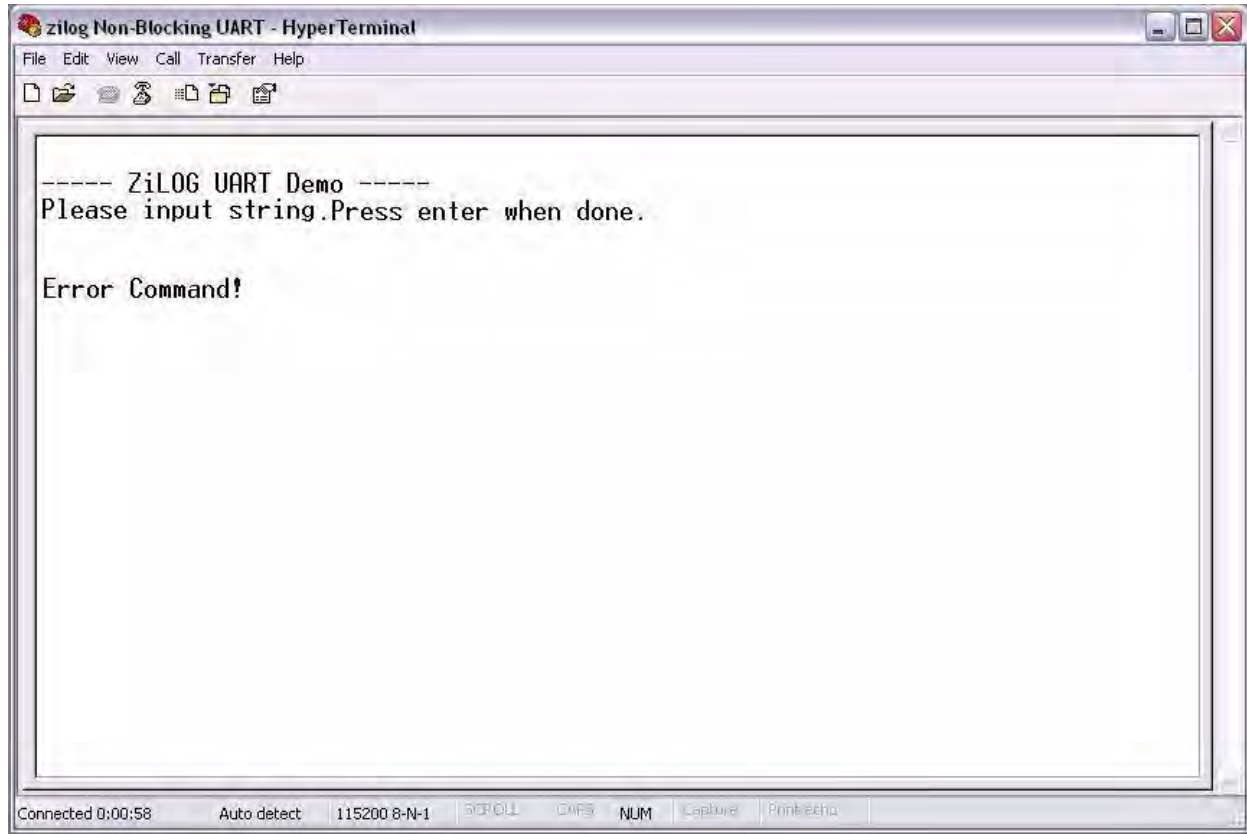 zilog Non-Blocking UART - HyperTerminal
File Edit View Call Transfer Help
----- ZiLOG UART Demo -----
Please input string.Press enter when done.
Error Command!
Connected 0:00:58 Auto detect 115200 8-N-1 SCROLL CAPS NUM Capture Print echo